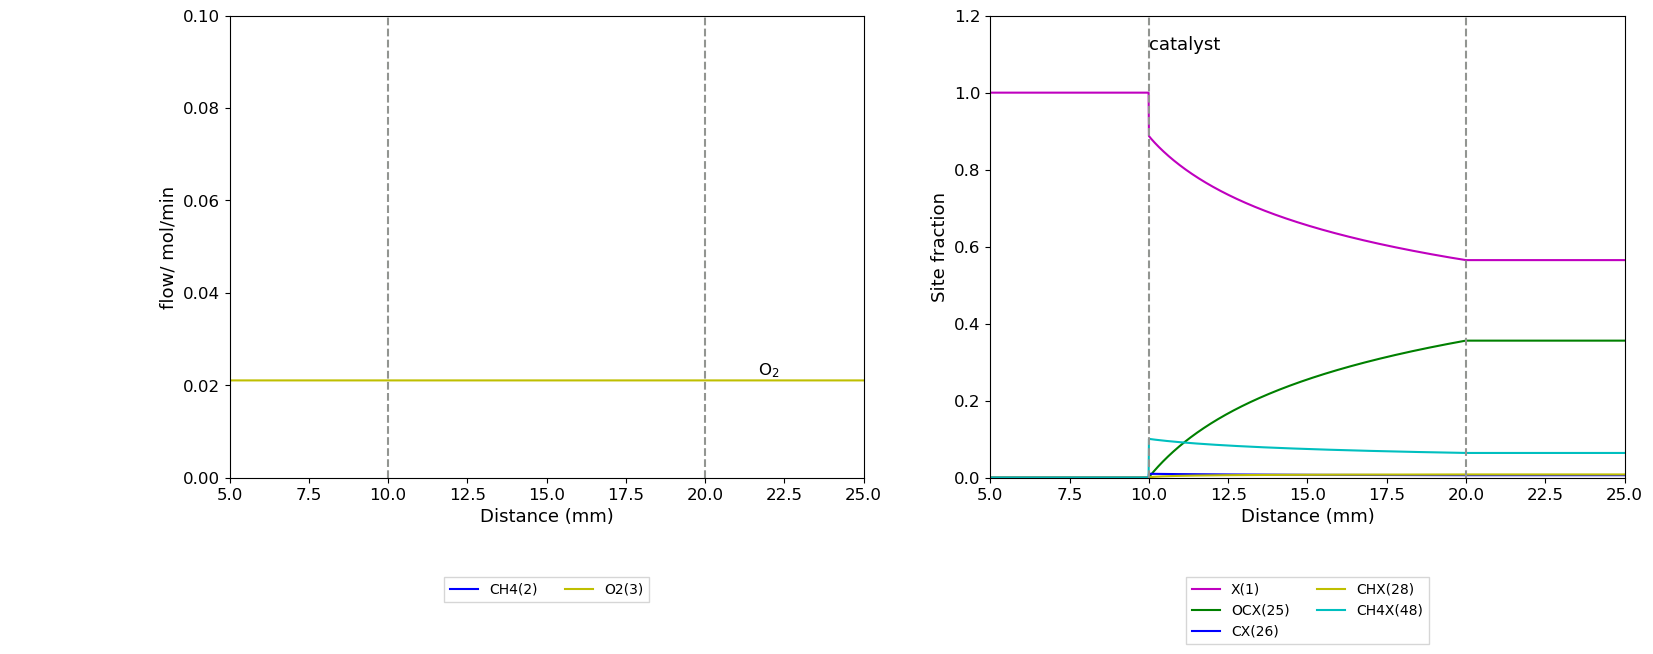 0.10
0.08
0.06
0.04
0.02
0.00
flow/ mol/min
O₂
5.0 7.5 10.0 12.5 15.0 17.5 20.0 22.5 25.0
Distance (mm)
CH4(2) O2(3)
1.2
1.0
0.8
0.6
0.4
0.2
0.0
Site fraction
catalyst
5.0 7.5 10.0 12.5 15.0 17.5 20.0 22.5 25.0
Distance (mm)
X(1) CHX(28)
OCX(25) CH4X(48)
CX(26)